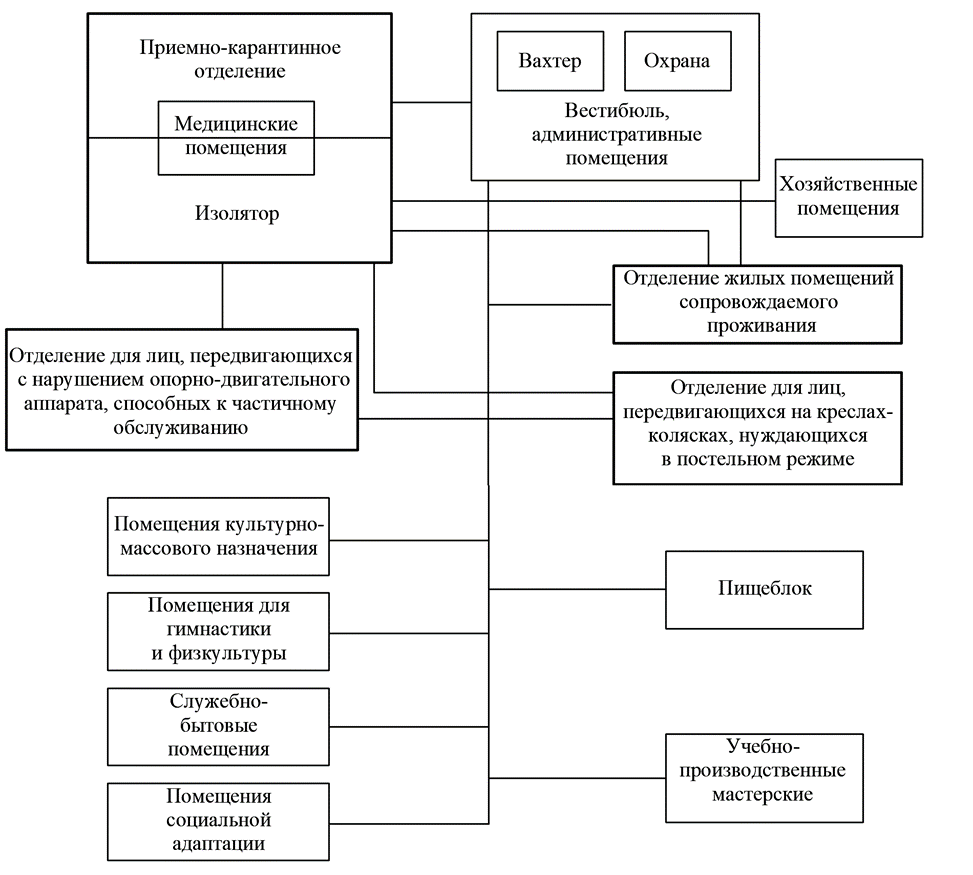 Приемно-карантинное
отделение
Медицинские
помещения
Изолятор
Вахтер
Охрана
Вестибюль,
административные
помещения
Хозяйственные
помещения
Отделение жилых помещений
сопровождаемого
проживания
Отделение для лиц, передвигающихся
с нарушением опорно-двигательного
аппарата, способных к частичному
обслуживанию
Отделение для лиц,
передвигающихся на креслах-
колясках, нуждающихся
в постельном режиме
Помещения культурно-
массового назначения
Помещения для
гимнастики
и физкультуры
Служебно-
бытовые
помещения
Помещения
социальной
адаптации
Пищеблок
Учебно-
производственные
мастерские